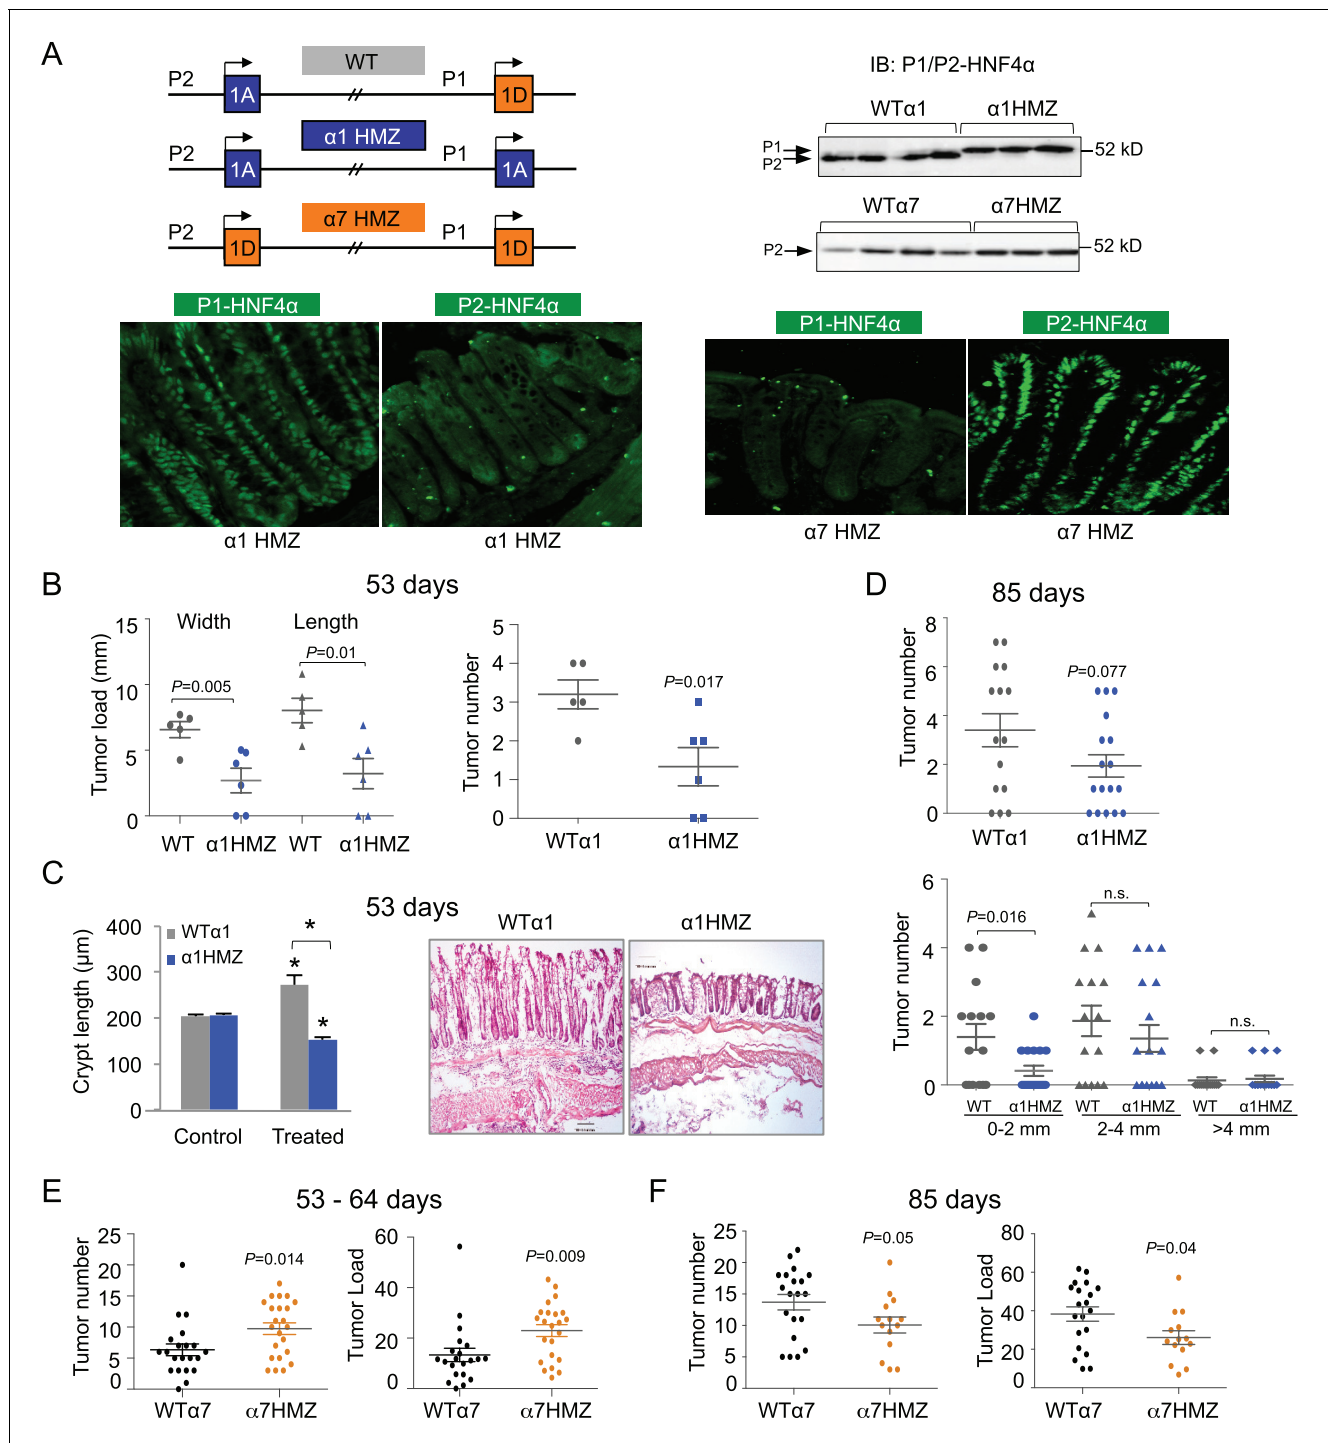 A
WT
P2
1A
P1
1D
α1 HMZ
P2
1A
P1
1A
α7 HMZ
P2
1D
P1
1D
IB: P1/P2-HNF4α
WTα1
α1HMZ
P1
P2
52 kD
WTα7
α7HMZ
P2
52 kD
P1-HNF4α
P2-HNF4α
α1 HMZ
α1 HMZ
P1-HNF4α
P2-HNF4α
α7 HMZ
α7 HMZ
B
53 days
Tumor load (mm)
15
10
5
0
Width
Length
P=0.005
P=0.01
WT
α1HMZ
WT
α1HMZ
Tumor number
5
4
3
2
1
0
P=0.017
WTα1
α1HMZ
D
85 days
Tumor number
8
6
4
2
0
P=0.077
WTα1
α1HMZ
Tumor number
6
4
2
0
P=0.016
n.s.
n.s.
WT
α1HMZ
WT
α1HMZ
WT
α1HMZ
0-2 mm
2-4 mm
>4 mm
C
53 days
Crypt length (μm)
400
300
200
100
0
WTα1
α1HMZ
*
*
*
Control
Treated
WTα1
α1HMZ
E
53 - 64 days
Tumor number
25
20
15
10
5
0
P=0.014
WTα7
α7HMZ
Tumor Load
60
40
20
0
P=0.009
WTα7
α7HMZ
F
85 days
Tumor number
25
20
15
10
5
0
P=0.05
WTα7
α7HMZ
Tumor Load
80
60
40
20
0
P=0.04
WTα7
α7HMZ